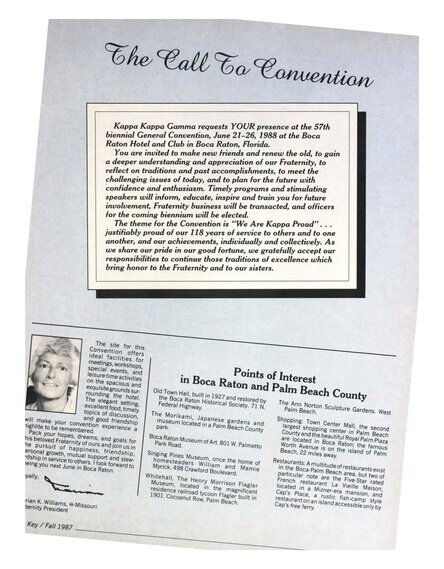 The Call To Convention
Kappa Kappa Gamma requests YOUR presence at the 57th
biennial General Convention, June 21-26, 1988 at the Boca
Raton Hotel and Club in Boca Raton, Florida.
You are invited to make new friends and renew the old, to gain
a deeper understanding and appreciation of our Fraternity, to
reflect on traditions and past accomplishments, to meet the
challenging issues of today, and to plan for the future with
confidence and enthusiasm. Timely programs and stimulating
speakers will inform, educate, inspire and train you for future
involvement, Fraternity business will be transacted, and officers
for the coming biennium will be elected.
The theme for the Convention is "We Are Kappa Proud" . . .
justifiably proud of our 118 years of service to others and to one
another, and our achievements, individually and collectively. As
we share our pride in our good fortune, we gratefully accept our
responsibilities to continue those traditions of excellence which
bring honor to the Fraternity and to our sisters.
The site for this
Convention offers
ideal facilities for
meetings, workshops,
special events, and
leisure time activities
on the spacious and
exquisite grounds sur-
rounding the hotel.
The elegant setting,
excellent food, timely
topics of discussion,
and good friendship
will make your convention experience a
highlite to be remembered.
Pack your hopes, dreams, and goals for
this beloved Fraternity of ours and join us in
the pursuit of happiness, friendship,
personal growth, mutual support and stew-
dship in service to others. I look forward to
eeing you next June in Boca Raton.
yally,
rian K. Williams, Missouri
ternity President
Key / Fall 1987
Points of Interest
in Boca Raton and Palm Beach County
Old Town Hall, built in 1927 and restored by
the Boca Raton Historical Society. 71 N.
Federal Highway.
The Morikami, Japanese gardens and
museum located in a Palm Beach County
Park.
Boca Raton Museum of Art. 801 W. Palmetto
Park Road.
Singing Pines Museum, once the home of
homesteaders William and Mamie
Myrick. 498 Crawford Boulevard.
Whitehall, The Henry Morrison Flagler
Museum, located in the magnificent
residence railroad tycoon Flagler built in
1901. Cocoanut Row, Palm Beach.
The Ann Norton Sculpture Gardens. West
Palm Beach.
Shopping: Town Center Mall, the second
largest shopping center in Palm Beach
County and the beautiful Royal Palm Plaza
are located in Boca Raton; the famous
Worth Avenue is on the island of Palm
Beach, 22 miles away.
Restaurants: A multitude of restaurants exist
in the Boca-Palm Beach area, but two of
particular note are the Five-Star rated
French restaurant La Vieille Maison,
located in a Mizner-era mansion, and
Cap's Place, a rustic fish-camp style
restaurant on an island accessible only by
Cap's free ferry.